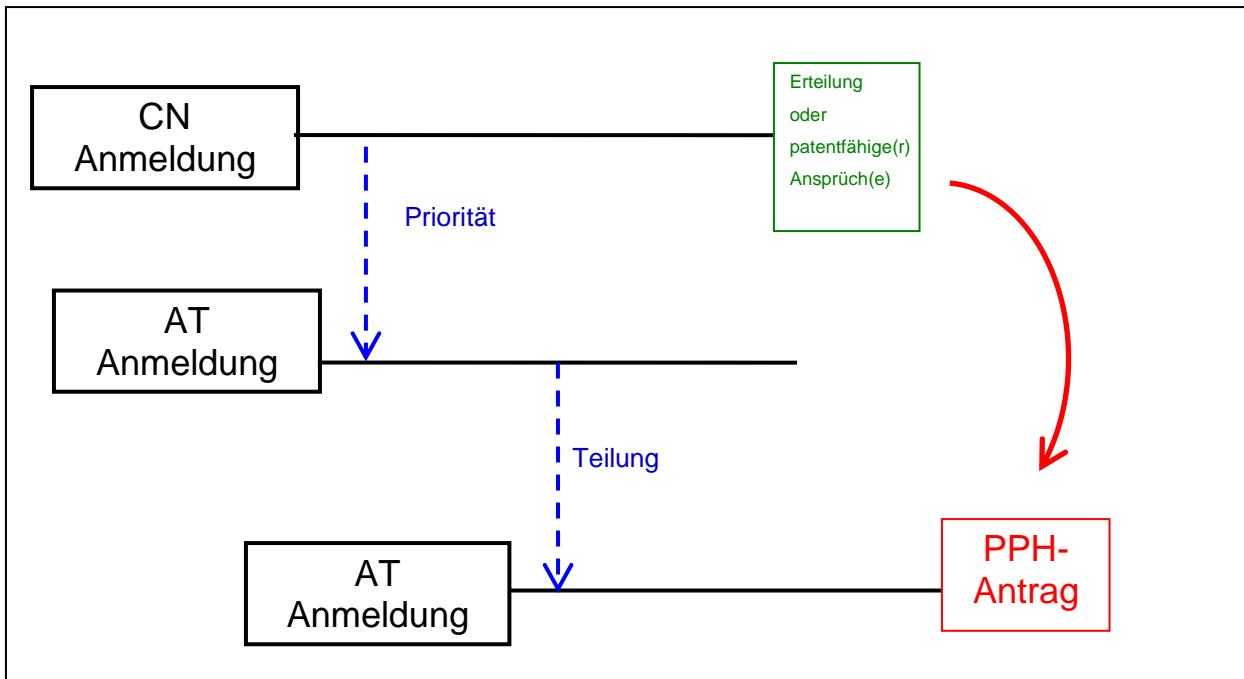 CN
Anmeldung
Erteilung
oder
patentfähige(r)
Ansprüch(e)
Priorität
AT
Anmeldung
Teilung
AT
Anmeldung
PPH-
Antrag